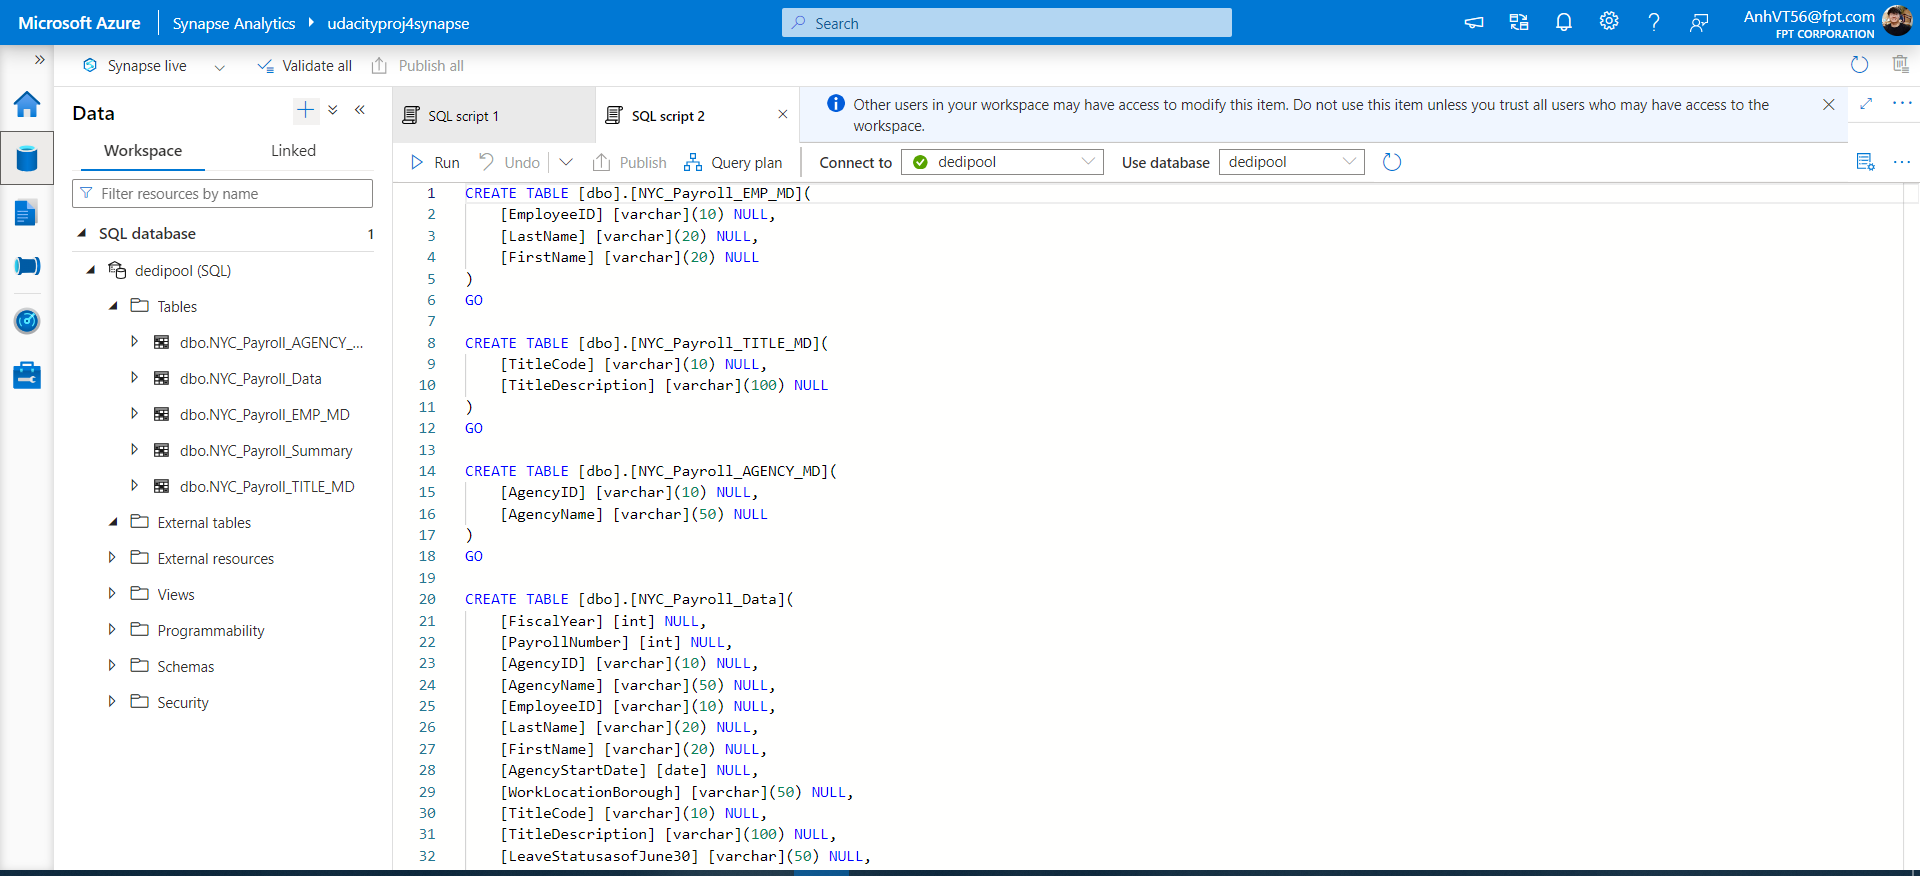 Microsoft Azure
Synapse Analytics
udacityproj4synapse
Search
AnhVT56@fpt.com
FPT CORPORATION
Synapse live
Validate all
Publish all
Data
Workspace
Linked
Filter resources by name
SQL database
1
dedipool (SQL)
Tables
dbo.NYC_Payroll_AGENCY_...
dbo.NYC_Payroll_Data
dbo.NYC_Payroll_EMP_MD
dbo.NYC_Payroll_Summary
dbo.NYC_Payroll_TITLE_MD
External tables
External resources
Views
Programmability
Schemas
Security
SQL script 1
SQL script 2
Other users in your workspace may have access to modify this item. Do not use this item unless you trust all users who may have access to the
workspace.
Run
Undo
Publish
Query plan
Connect to
dedipool
Use database
dedipool
1 CREATE TABLE [dbo].[NYC_Payroll_EMP_MD](
2 [EmployeeID] [varchar](10) NULL,
3 [LastName] [varchar](20) NULL,
4 [FirstName] [varchar](20) NULL
5 )
6 GO
7
8 CREATE TABLE [dbo].[NYC_Payroll_TITLE_MD](
9 [TitleCode] [varchar](10) NULL,
10 [TitleDescription] [varchar](100) NULL
11 )
12 GO
13
14 CREATE TABLE [dbo].[NYC_Payroll_AGENCY_MD](
15 [AgencyID] [varchar](10) NULL,
16 [AgencyName] [varchar](50) NULL
17 )
18 GO
19
20 CREATE TABLE [dbo].[NYC_Payroll_Data](
21 [FiscalYear] [int] NULL,
22 [PayrollNumber] [int] NULL,
23 [AgencyID] [varchar](10) NULL,
24 [AgencyName] [varchar](50) NULL,
25 [EmployeeID] [varchar](10) NULL,
26 [LastName] [varchar](20) NULL,
27 [FirstName] [varchar](20) NULL,
28 [AgencyStartDate] [date] NULL,
29 [WorkLocationBorough] [varchar](50) NULL,
30 [TitleCode] [varchar](10) NULL,
31 [TitleDescription] [varchar](100) NULL,
32 [LeaveStatusasofJune30] [varchar](50) NULL,